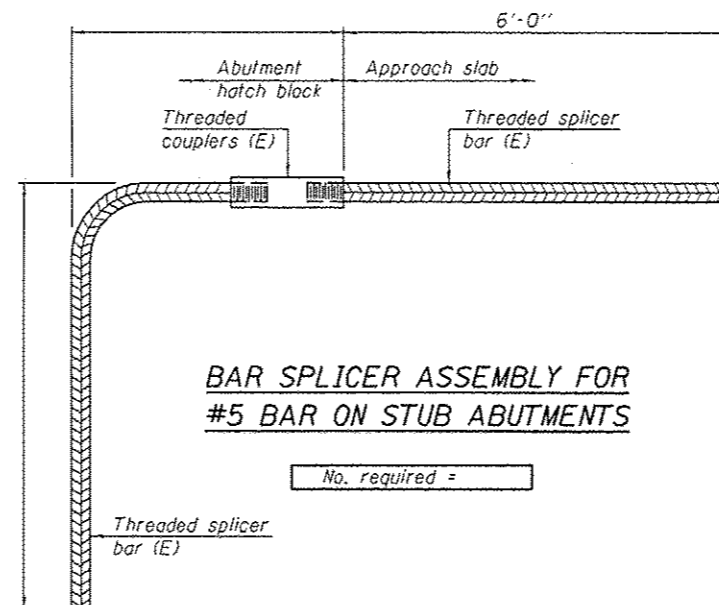 6'-0"
Abutment
hatch block
Approach slab
Threaded
couplers (E)
Threaded splicer
bar (E)
BAR SPLICER ASSEMBLY FOR
#5 BAR ON STUB ABUTMENTS
No. required =
Threaded splicer
bar (E)